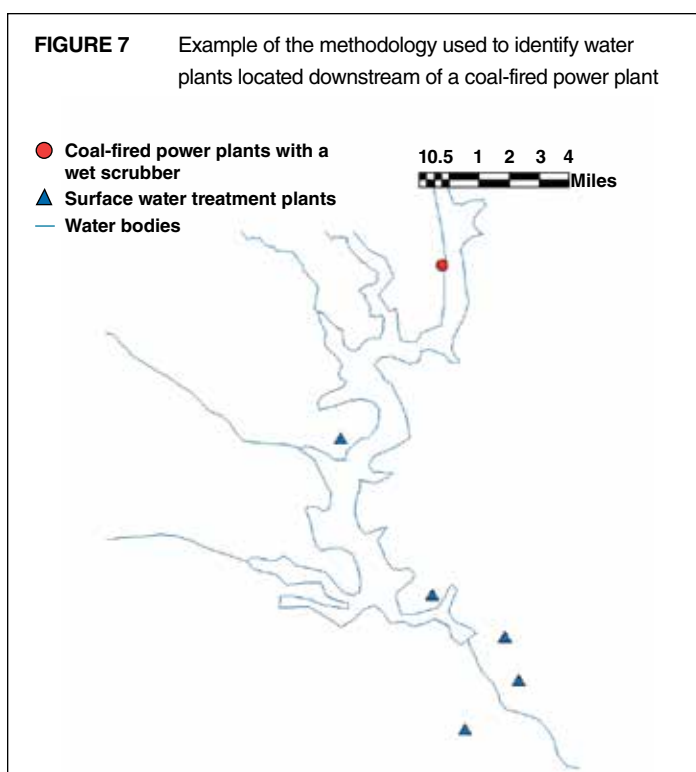 FIGURE 7 Example of the methodology used to identify water
plants located downstream of a coal-fired power plant
Coal-fired power plants with a
wet scrubber
Surface water treatment plants
Water bodies
10.5 1 2 3 4
Miles